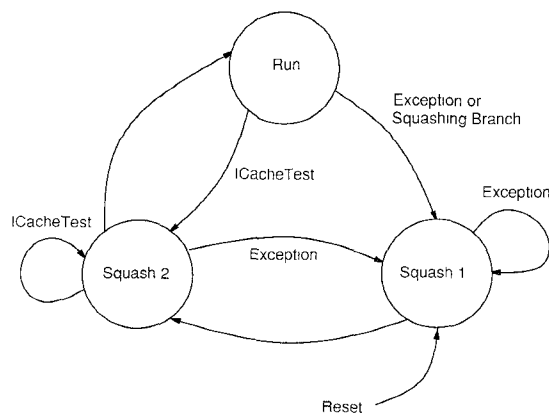 Run
Exception or
Squashing Branch
ICacheTest
Exception
ICacheTest
Squash 2
Exception
Squash 1
Reset